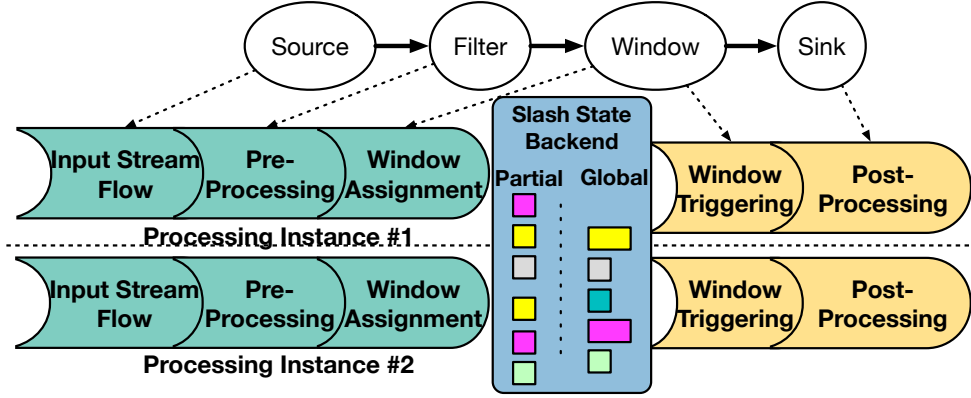 Source
Filter
Window
Sink
Slash State
Backend
Partial
Global
Input Stream
Flow
Pre-
Processing
Window
Assignment
Window
Triggering
Post-
Processing
Processing Instance #1
Input Stream
Flow
Pre-
Processing
Window
Assignment
Window
Triggering
Post-
Processing
Processing Instance #2